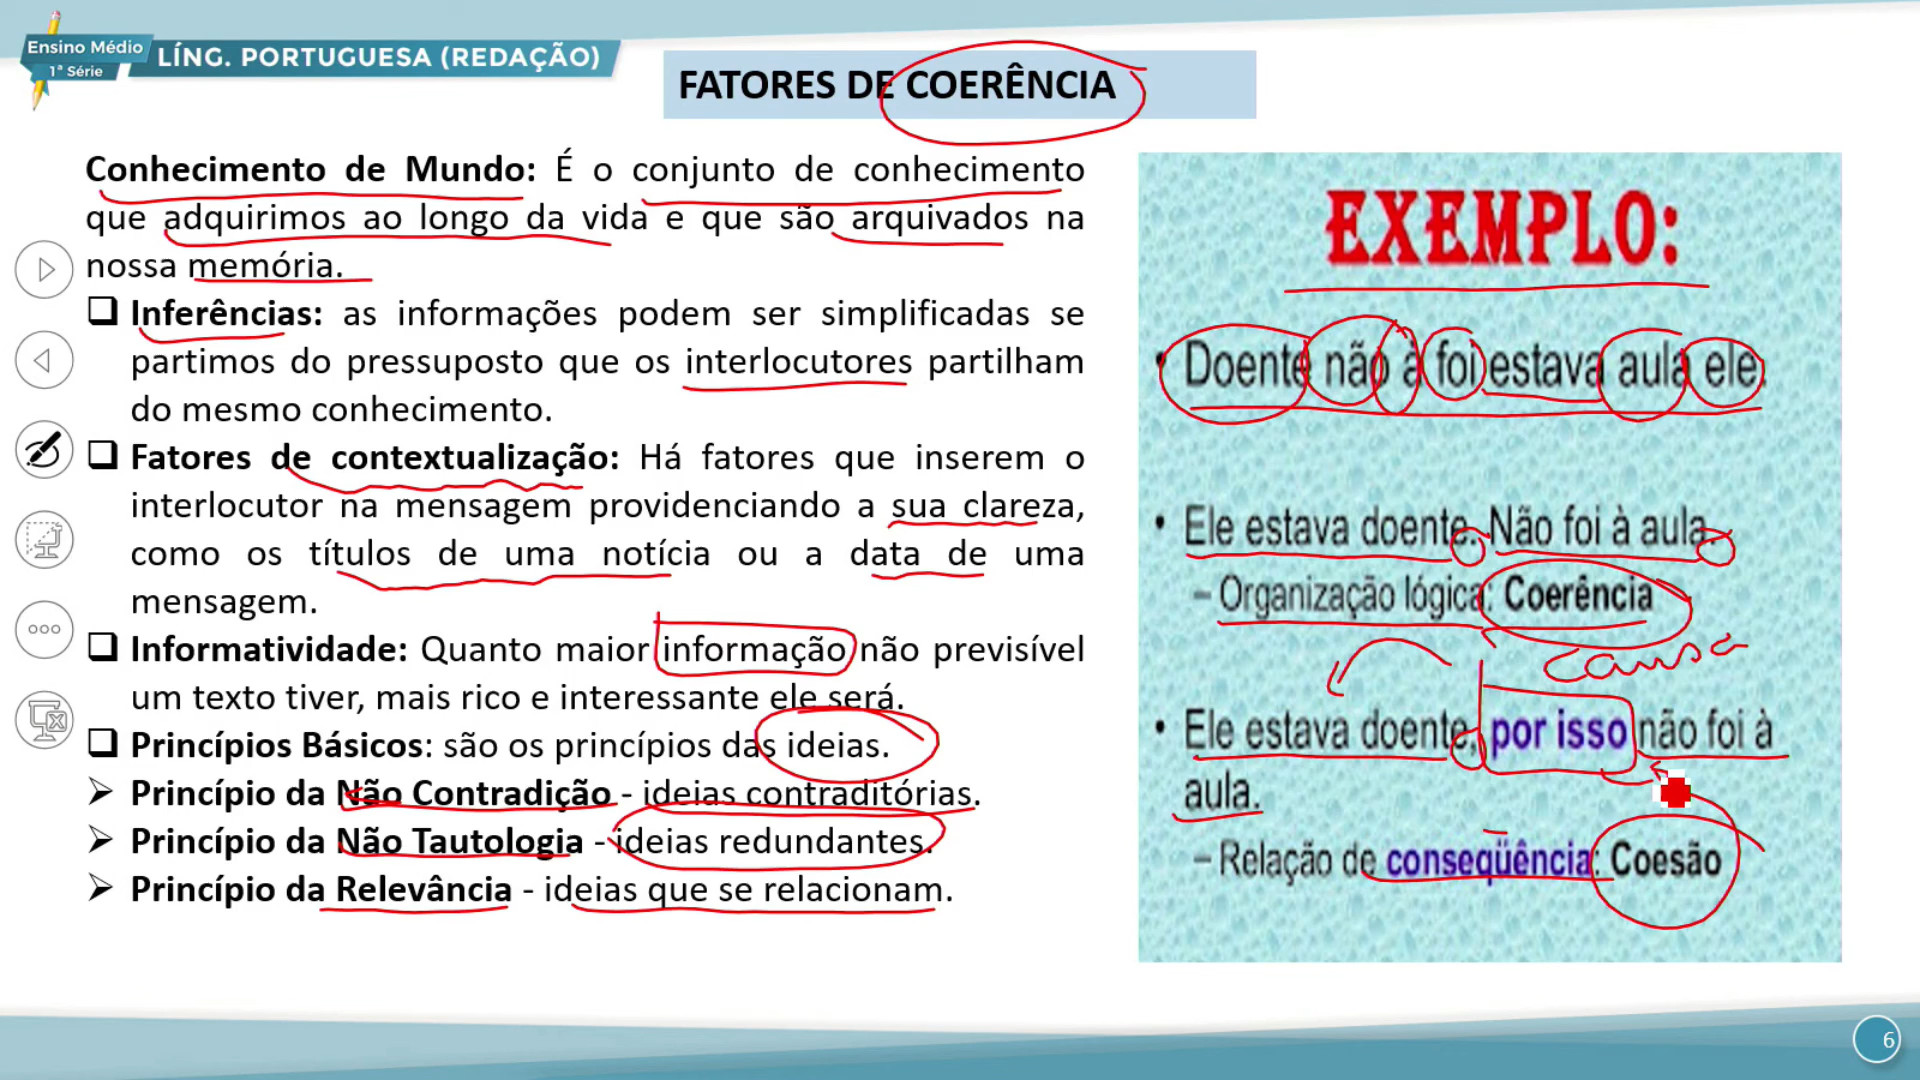 Ensino Médio
1ª Série
LÍNG. PORTUGUESA (REDAÇÃO)
FATORES DE COERÊNCIA
Conhecimento de Mundo: É o conjunto de conhecimento
que adquirimos ao longo da vida e que são arquivados na
nossa memória.
Inferências: as informações podem ser simplificadas se
partimos do pressuposto que os interlocutores partilham
do mesmo conhecimento.
Fatores de contextualização: Há fatores que inserem o
interlocutor na mensagem providenciando a sua clareza,
como os títulos de uma notícia ou a data de uma
mensagem.
Informatividade: Quanto maior informação não previsível
um texto tiver, mais rico e interessante ele será.
Princípios Básicos: são os princípios das ideias.
Princípio da Não Contradição - ideias contraditórias.
Princípio da Não Tautologia - ideias redundantes.
Princípio da Relevância - ideias que se relacionam.
EXEMPLO:
• Doente não à foi estava aula ele.
• Ele estava doente. Não foi à aula.
– Organização lógica: Coerência
causa
• Ele estava doente, por isso não foi à
aula.
– Relação de conseqüência: Coesão
6